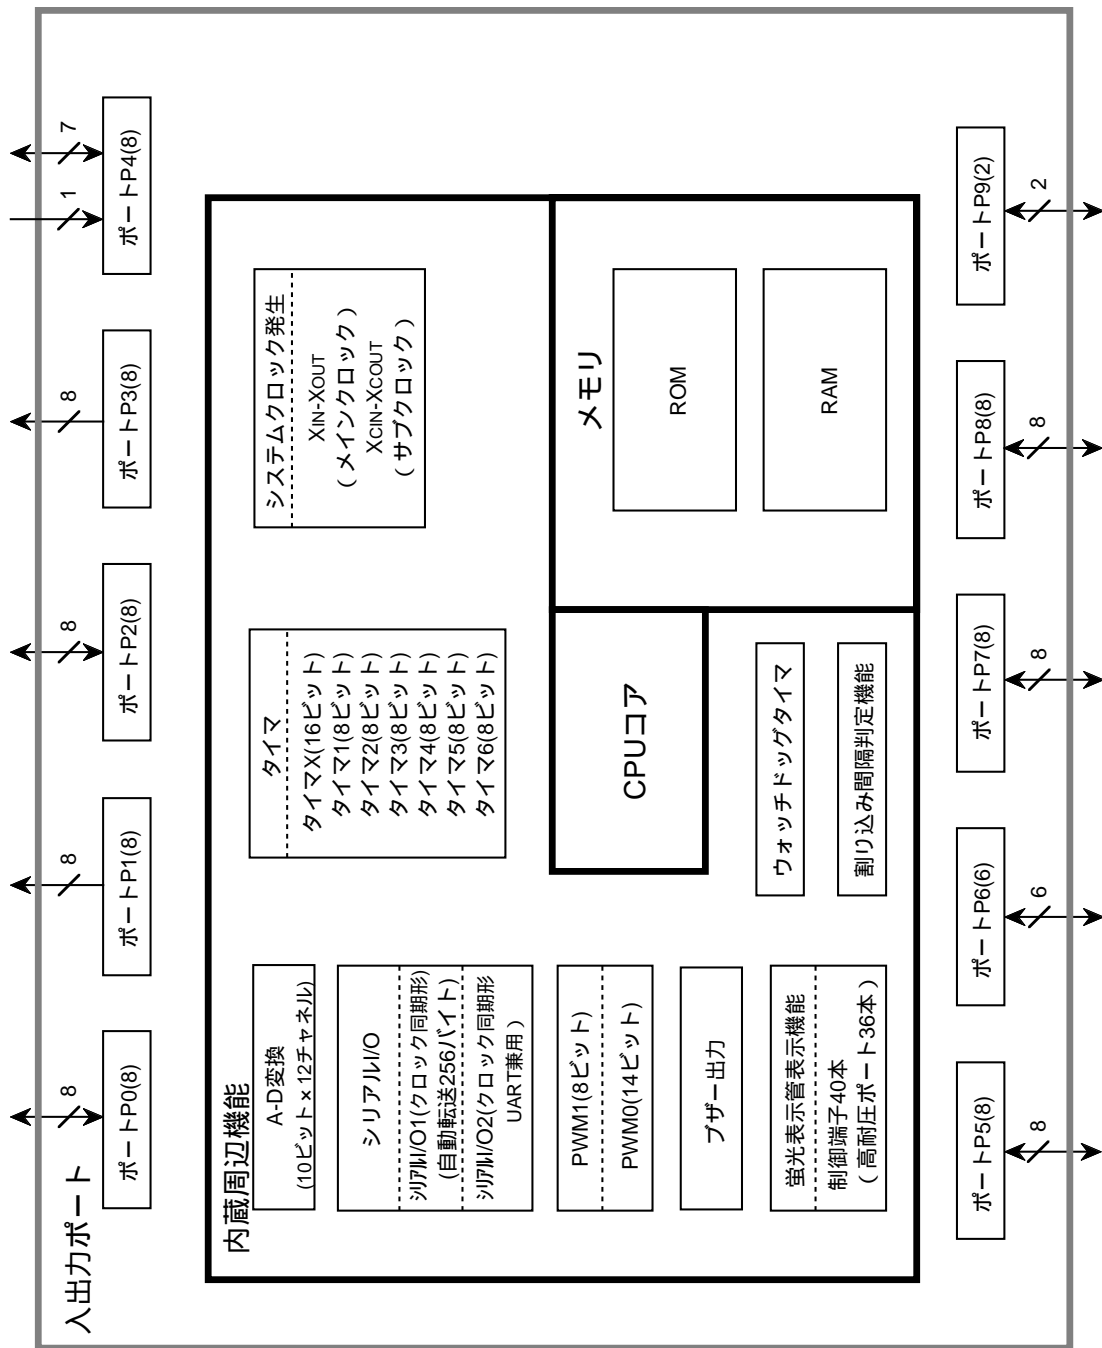 入出力ポート
8
8
8
8
1
7
ポートP0(8)
ポートP1(8)
ポートP2(8)
ポートP3(8)
ポートP4(8)
内蔵周辺機能
A-D変換
(10ビット×12チャネル)
シリアルI/O
シリアルI/O1(クロック同期形)
(自動転送256バイト)
シリアルI/O2(クロック同期形
UART兼用)
PWM1(8ビット)
PWM0(14ビット)
ブザー出力
蛍光表示管表示機能
制御端子40本
(高耐圧ポート36本)
タイマ
タイマX(16ビット)
タイマ1(8ビット)
タイマ2(8ビット)
タイマ3(8ビット)
タイマ4(8ビット)
タイマ5(8ビット)
タイマ6(8ビット)
システムクロック発生
XIN-XOUT
(メインクロック)
XCIN-XCOUT
(サブクロック)
CPUコア
ウォッチドッグタイマ
割り込み間隔判定機能
メモリ
ROM
RAM
ポートP5(8)
ポートP6(6)
ポートP7(8)
ポートP8(8)
ポートP9(2)
8
6
8
8
2